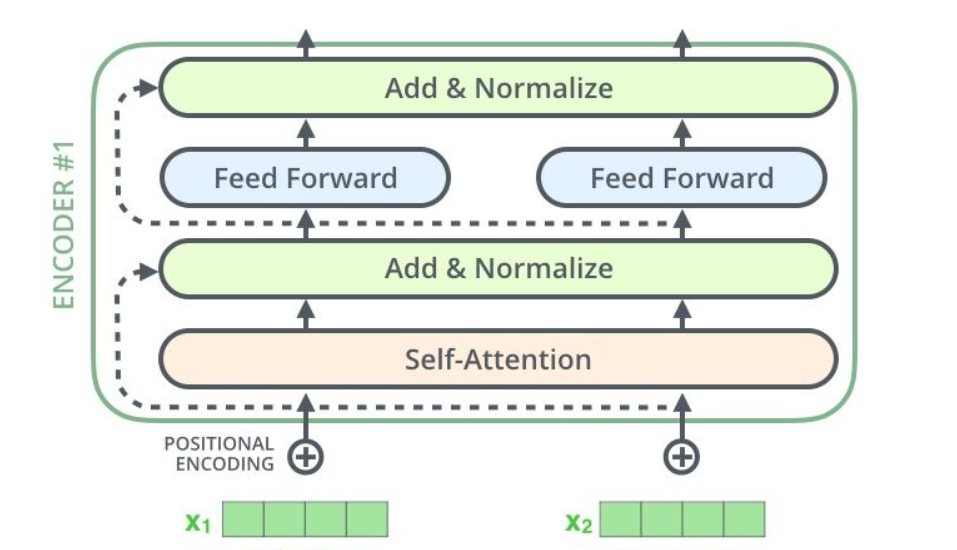 Add & Normalize
Feed Forward
Feed Forward
ENCODER #1
Add & Normalize
Self-Attention
POSITIONAL
ENCODING
x₁
x₂